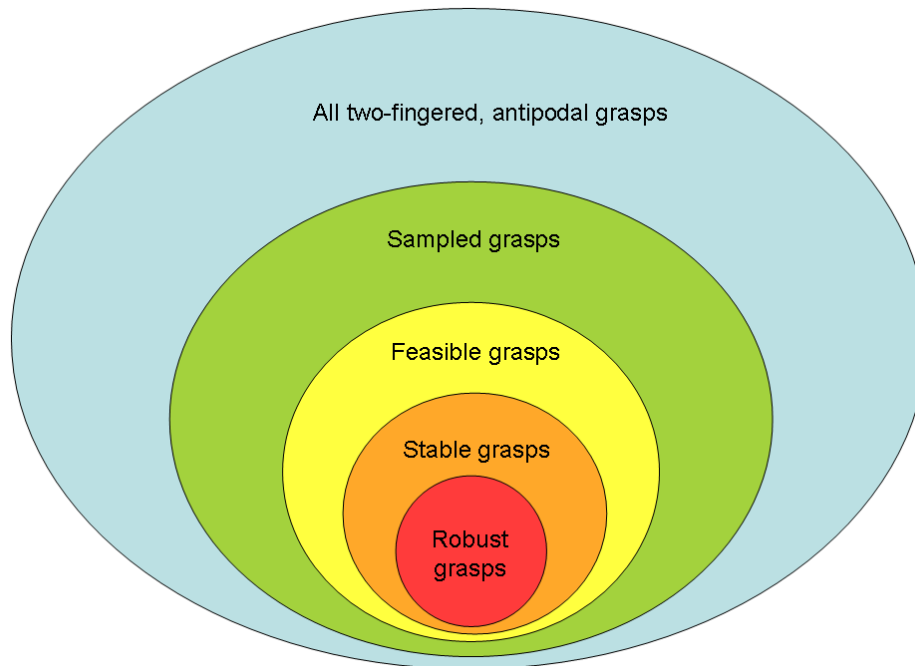 All two-fingered, antipodal grasps
Sampled grasps
Feasible grasps
Stable grasps
Robust
grasps